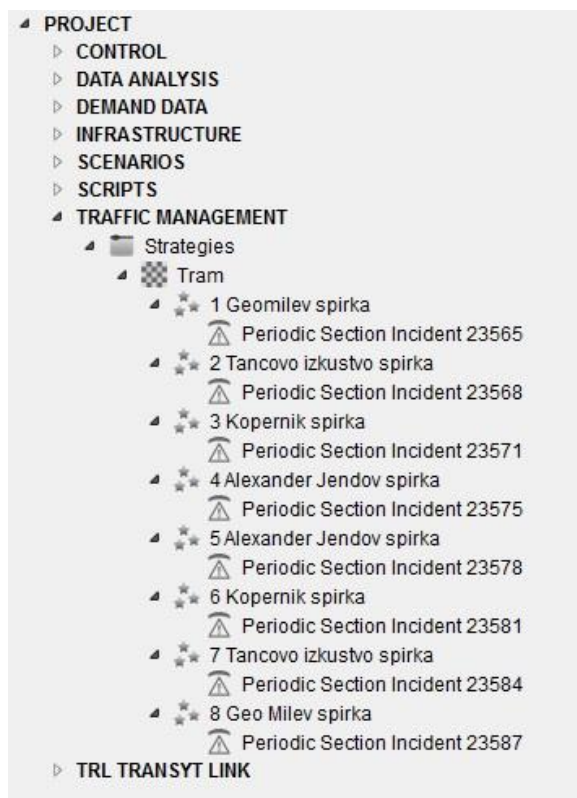 PROJECT
CONTROL
DATA ANALYSIS
DEMAND DATA
INFRASTRUCTURE
SCENARIOS
SCRIPTS
TRAFFIC MANAGEMENT
Strategies
Tram
1 Geomilev spirka
Periodic Section Incident 23565
2 Tancovo izkustvo spirka
Periodic Section Incident 23568
3 Kopernik spirka
Periodic Section Incident 23571
4 Alexander Jendov spirka
Periodic Section Incident 23575
5 Alexander Jendov spirka
Periodic Section Incident 23578
6 Kopernik spirka
Periodic Section Incident 23581
7 Tancovo izkustvo spirka
Periodic Section Incident 23584
8 Geo Milev spirka
Periodic Section Incident 23587
TRL TRANSYT LINK